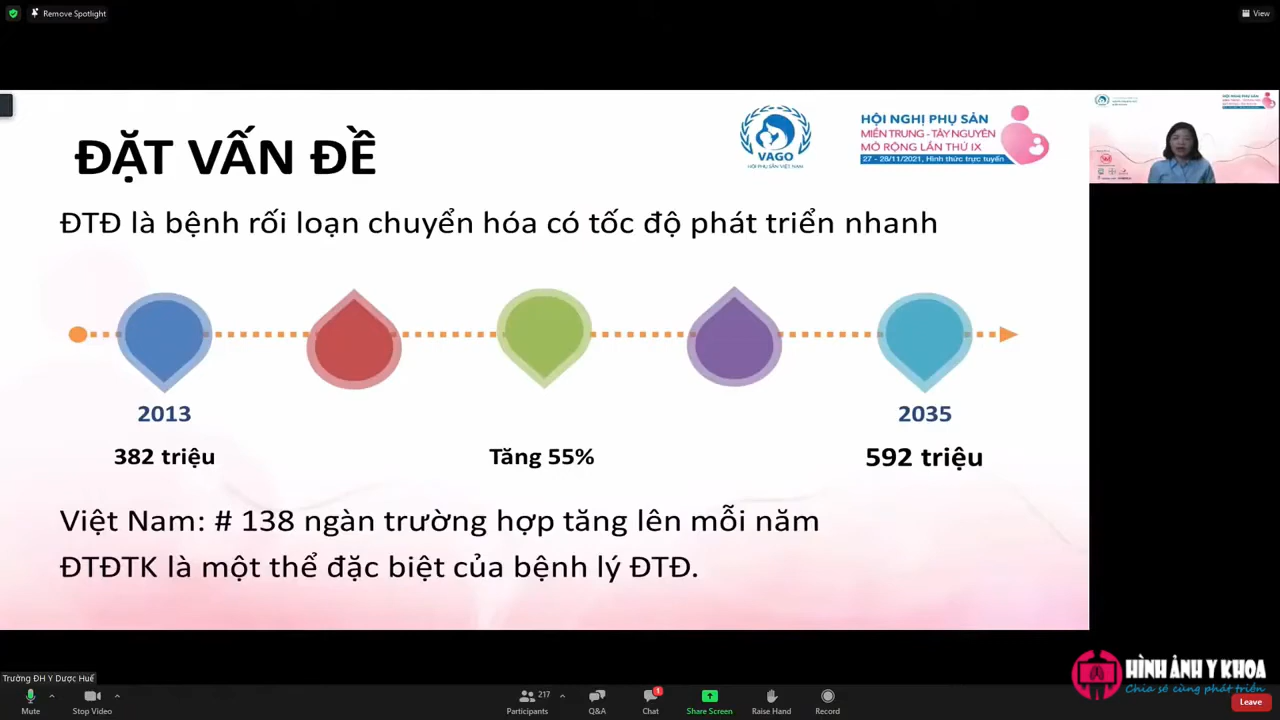 Remove Spotlight
View
ĐẶT VẤN ĐỀ
VAGO
HỘI PHỤ SẢN VIỆT NAM
HỘI NGHỊ PHỤ SẢN
MIỀN TRUNG - TÂY NGUYÊN
MỞ RỘNG LẦN THỨ IX
27 - 28/11/2021, Hình thức trực tuyến
ĐTĐ là bệnh rối loạn chuyển hóa có tốc độ phát triển nhanh
2013
2035
382 triệu
Tăng 55%
592 triệu
Việt Nam: # 138 ngàn trường hợp tăng lên mỗi năm
ĐTĐTK là một thể đặc biệt của bệnh lý ĐTĐ.
Trường ĐH Y Dược Huế
HÌNH ẢNH Y KHOA
Chia sẻ cùng phát triển
Mute
Stop Video
217
Participants
Q&A
1
Chat
Share Screen
Raise Hand
Record
Leave